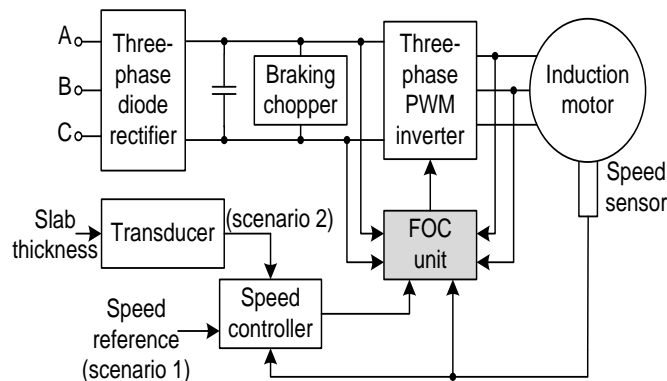 A
B
C
Three-
phase
diode
rectifier
Braking
chopper
Three-
phase
PWM
inverter
Induction
motor
Speed
sensor
Slab
thickness
Transducer
(scenario 2)
FOC
unit
Speed
reference
(scenario 1)
Speed
controller